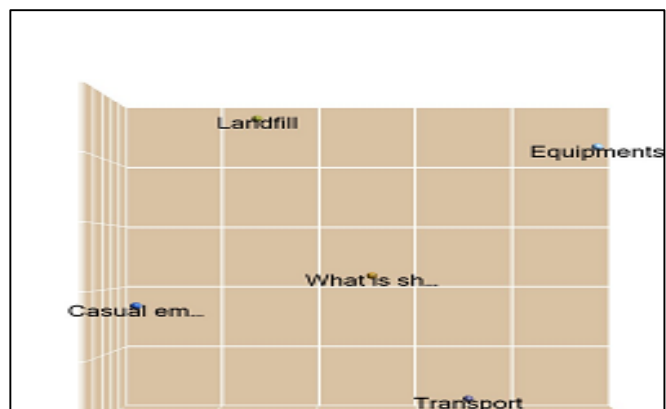 Landfill
Equipments
What is sh...
Casual em...
Transport